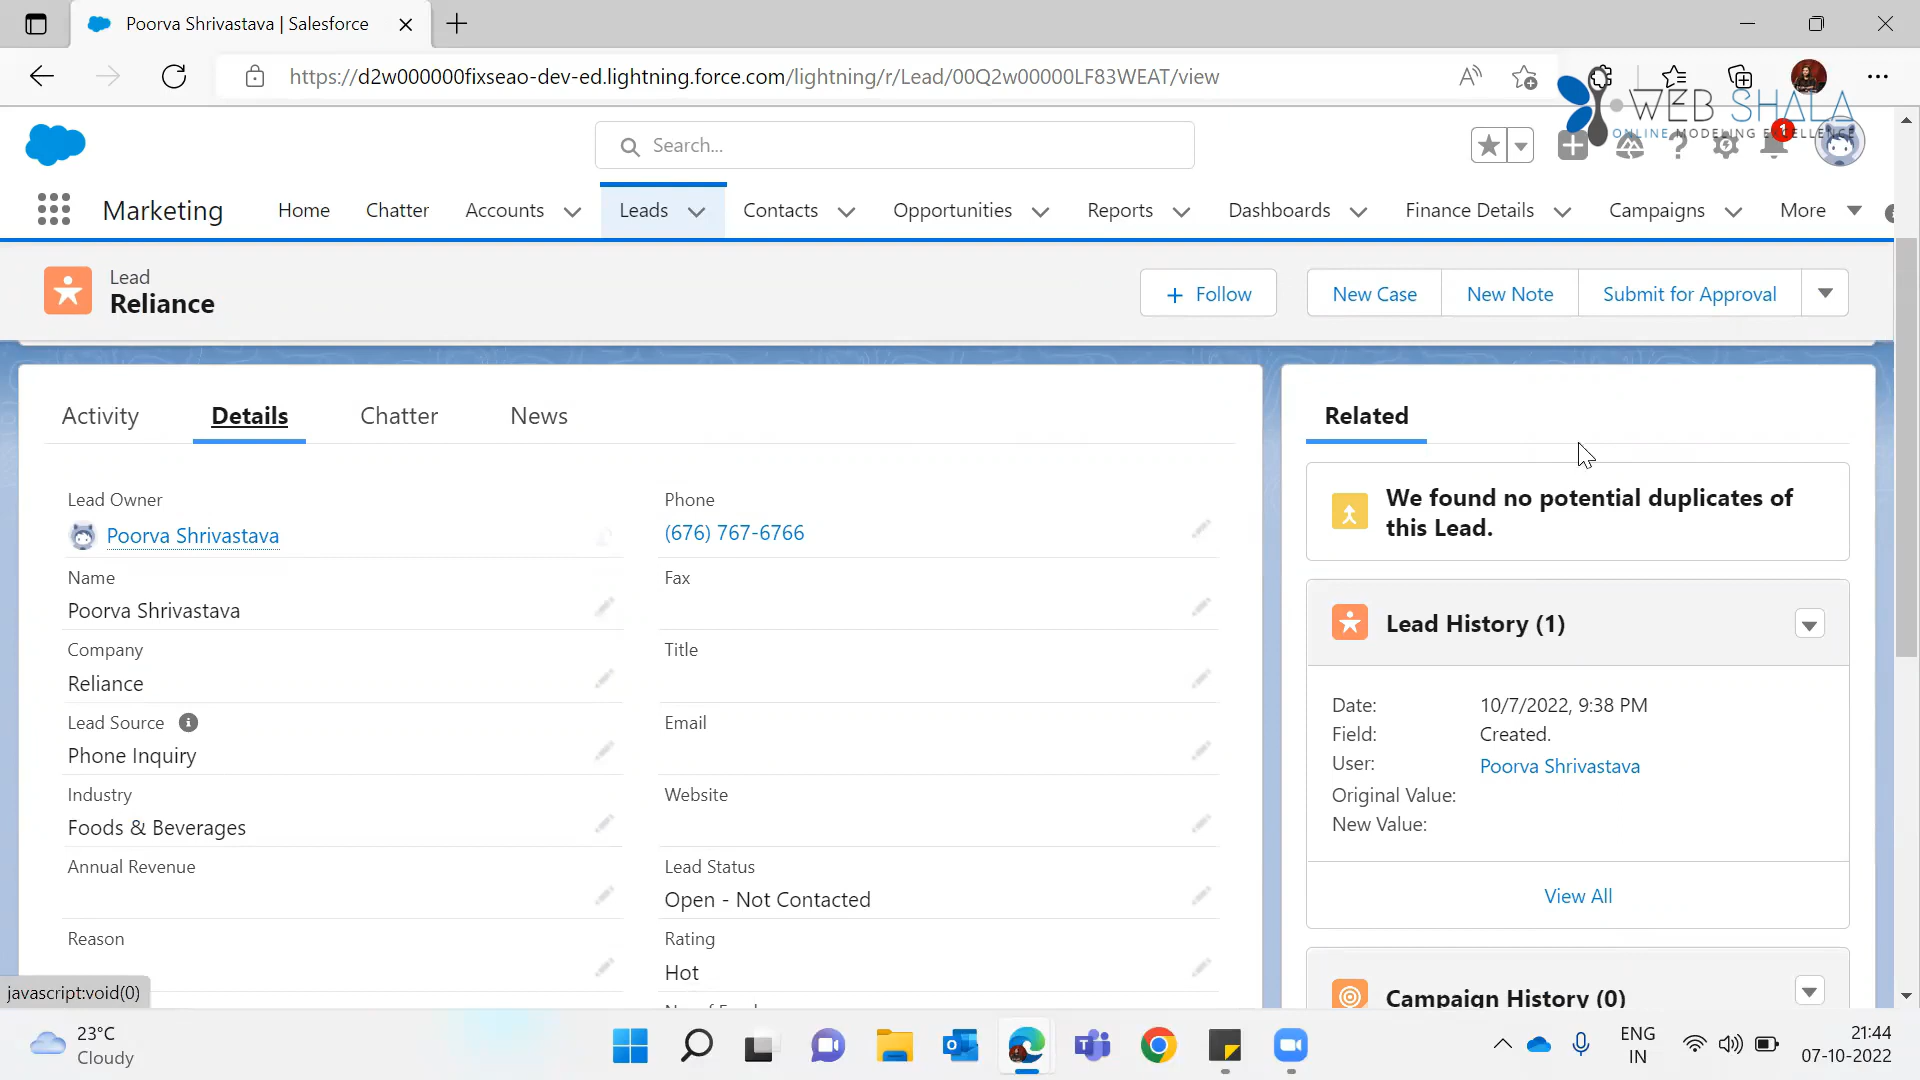 Poorva Shrivastava | Salesforce
https://d2w000000fixseao-dev-ed.lightning.force.com/lightning/r/Lead/00Q2w00000LF83WEAT/view
WEB SHALA
ONLINE MODELING EXCELLENCE
Search...
1
Marketing
Home
Chatter
Accounts
Leads
Contacts
Opportunities
Reports
Dashboards
Finance Details
Campaigns
More
Lead
Reliance
Follow
New Case
New Note
Submit for Approval
Activity
Details
Chatter
News
Related
Lead Owner
Poorva Shrivastava
Name
Poorva Shrivastava
Company
Reliance
Lead Source
Phone Inquiry
Industry
Foods & Beverages
Annual Revenue
Reason
Phone
(676) 767-6766
Fax
Title
Email
Website
Lead Status
Open - Not Contacted
Rating
Hot
We found no potential duplicates of
this Lead.
Lead History (1)
Date: 10/7/2022, 9:38 PM
Field: Created.
User: Poorva Shrivastava
Original Value:
New Value:
View All
Campaign History (0)
javascript:void(0)
23°C
Cloudy
ENG
IN
21:44
07-10-2022